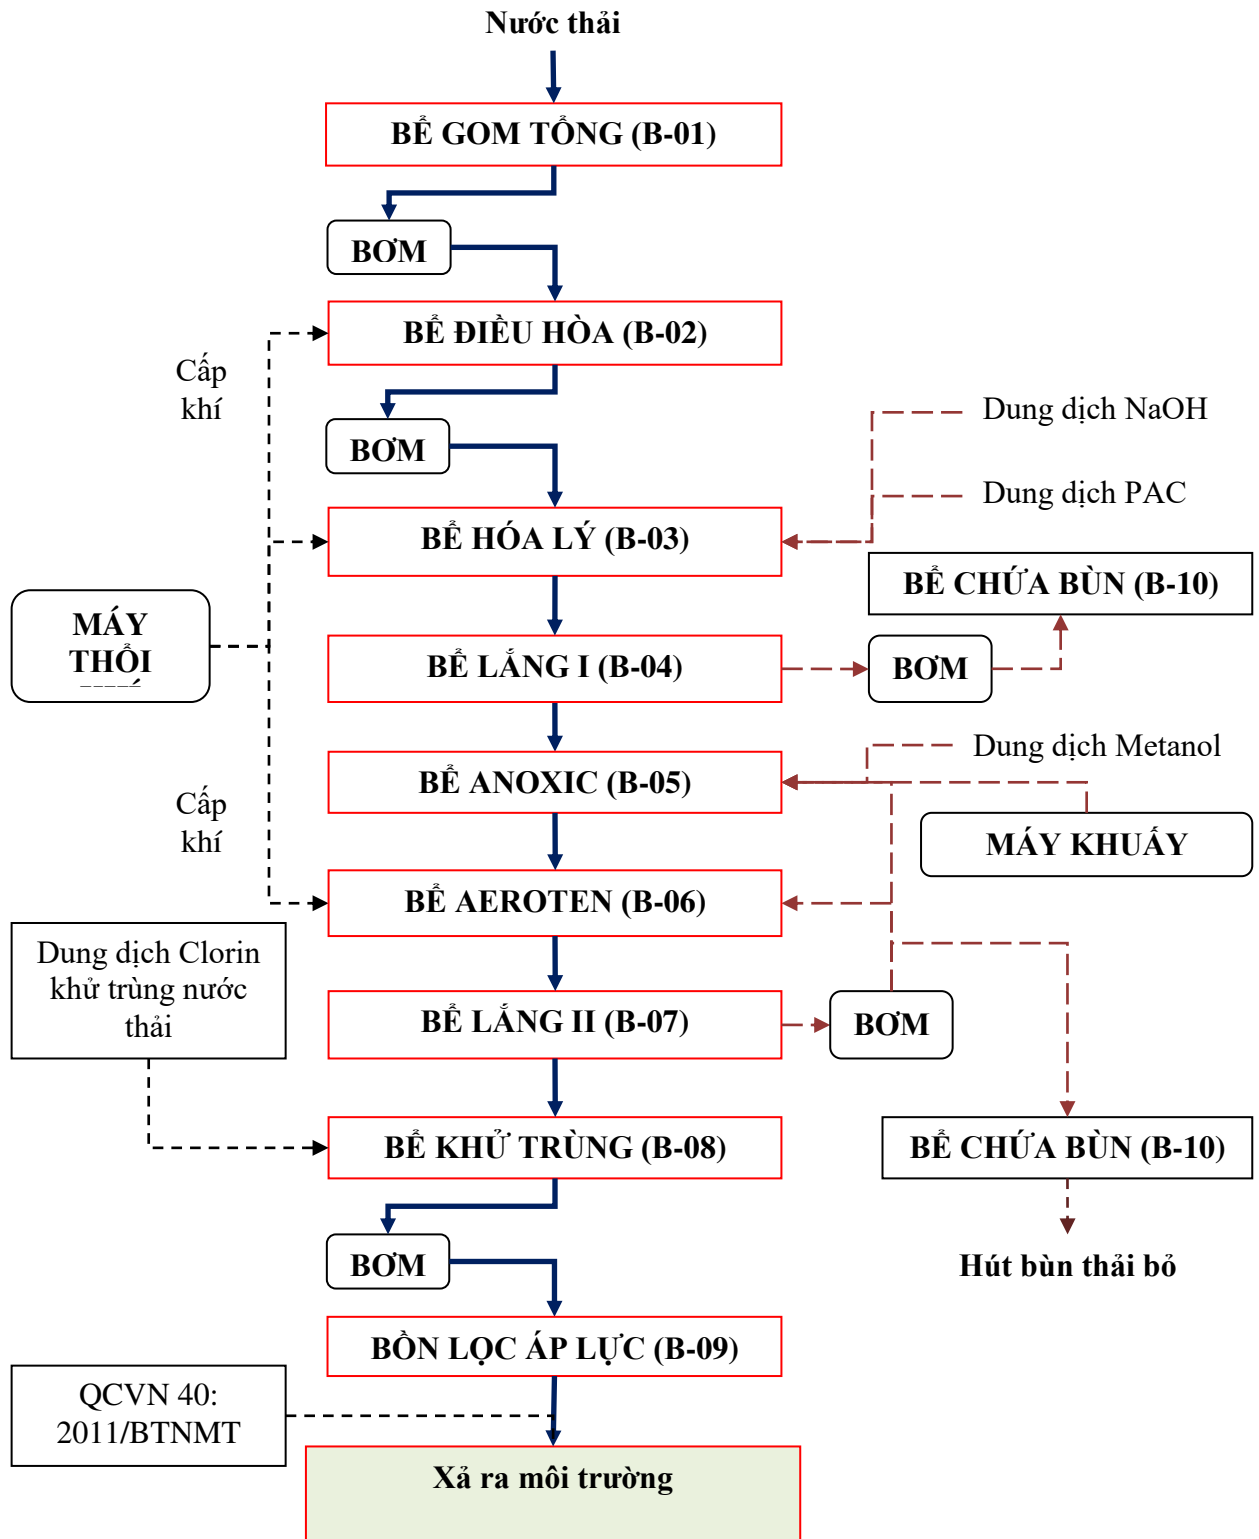 Nước thải
BỂ GOM TỔNG (B-01)
BƠM
BỂ ĐIỀU HÒA (B-02)
Cấp
khí
BƠM
Dung dịch NaOH
Dung dịch PAC
BỂ HÓA LÝ (B-03)
BỂ CHỨA BÙN (B-10)
MÁY
THỔI
BỂ LẮNG I (B-04)
BƠM
Dung dịch Metanol
BỂ ANOXIC (B-05)
Cấp
khí
MÁY KHUẤY
BỂ AEROTEN (B-06)
Dung dịch Clorin
khử trùng nước
thải
BỂ LẮNG II (B-07)
BƠM
BỂ KHỬ TRÙNG (B-08)
BỂ CHỨA BÙN (B-10)
BƠM
Hút bùn thải bỏ
BỒN LỌC ÁP LỰC (B-09)
QCVN 40:
2011/BTNMT
Xả ra môi trường